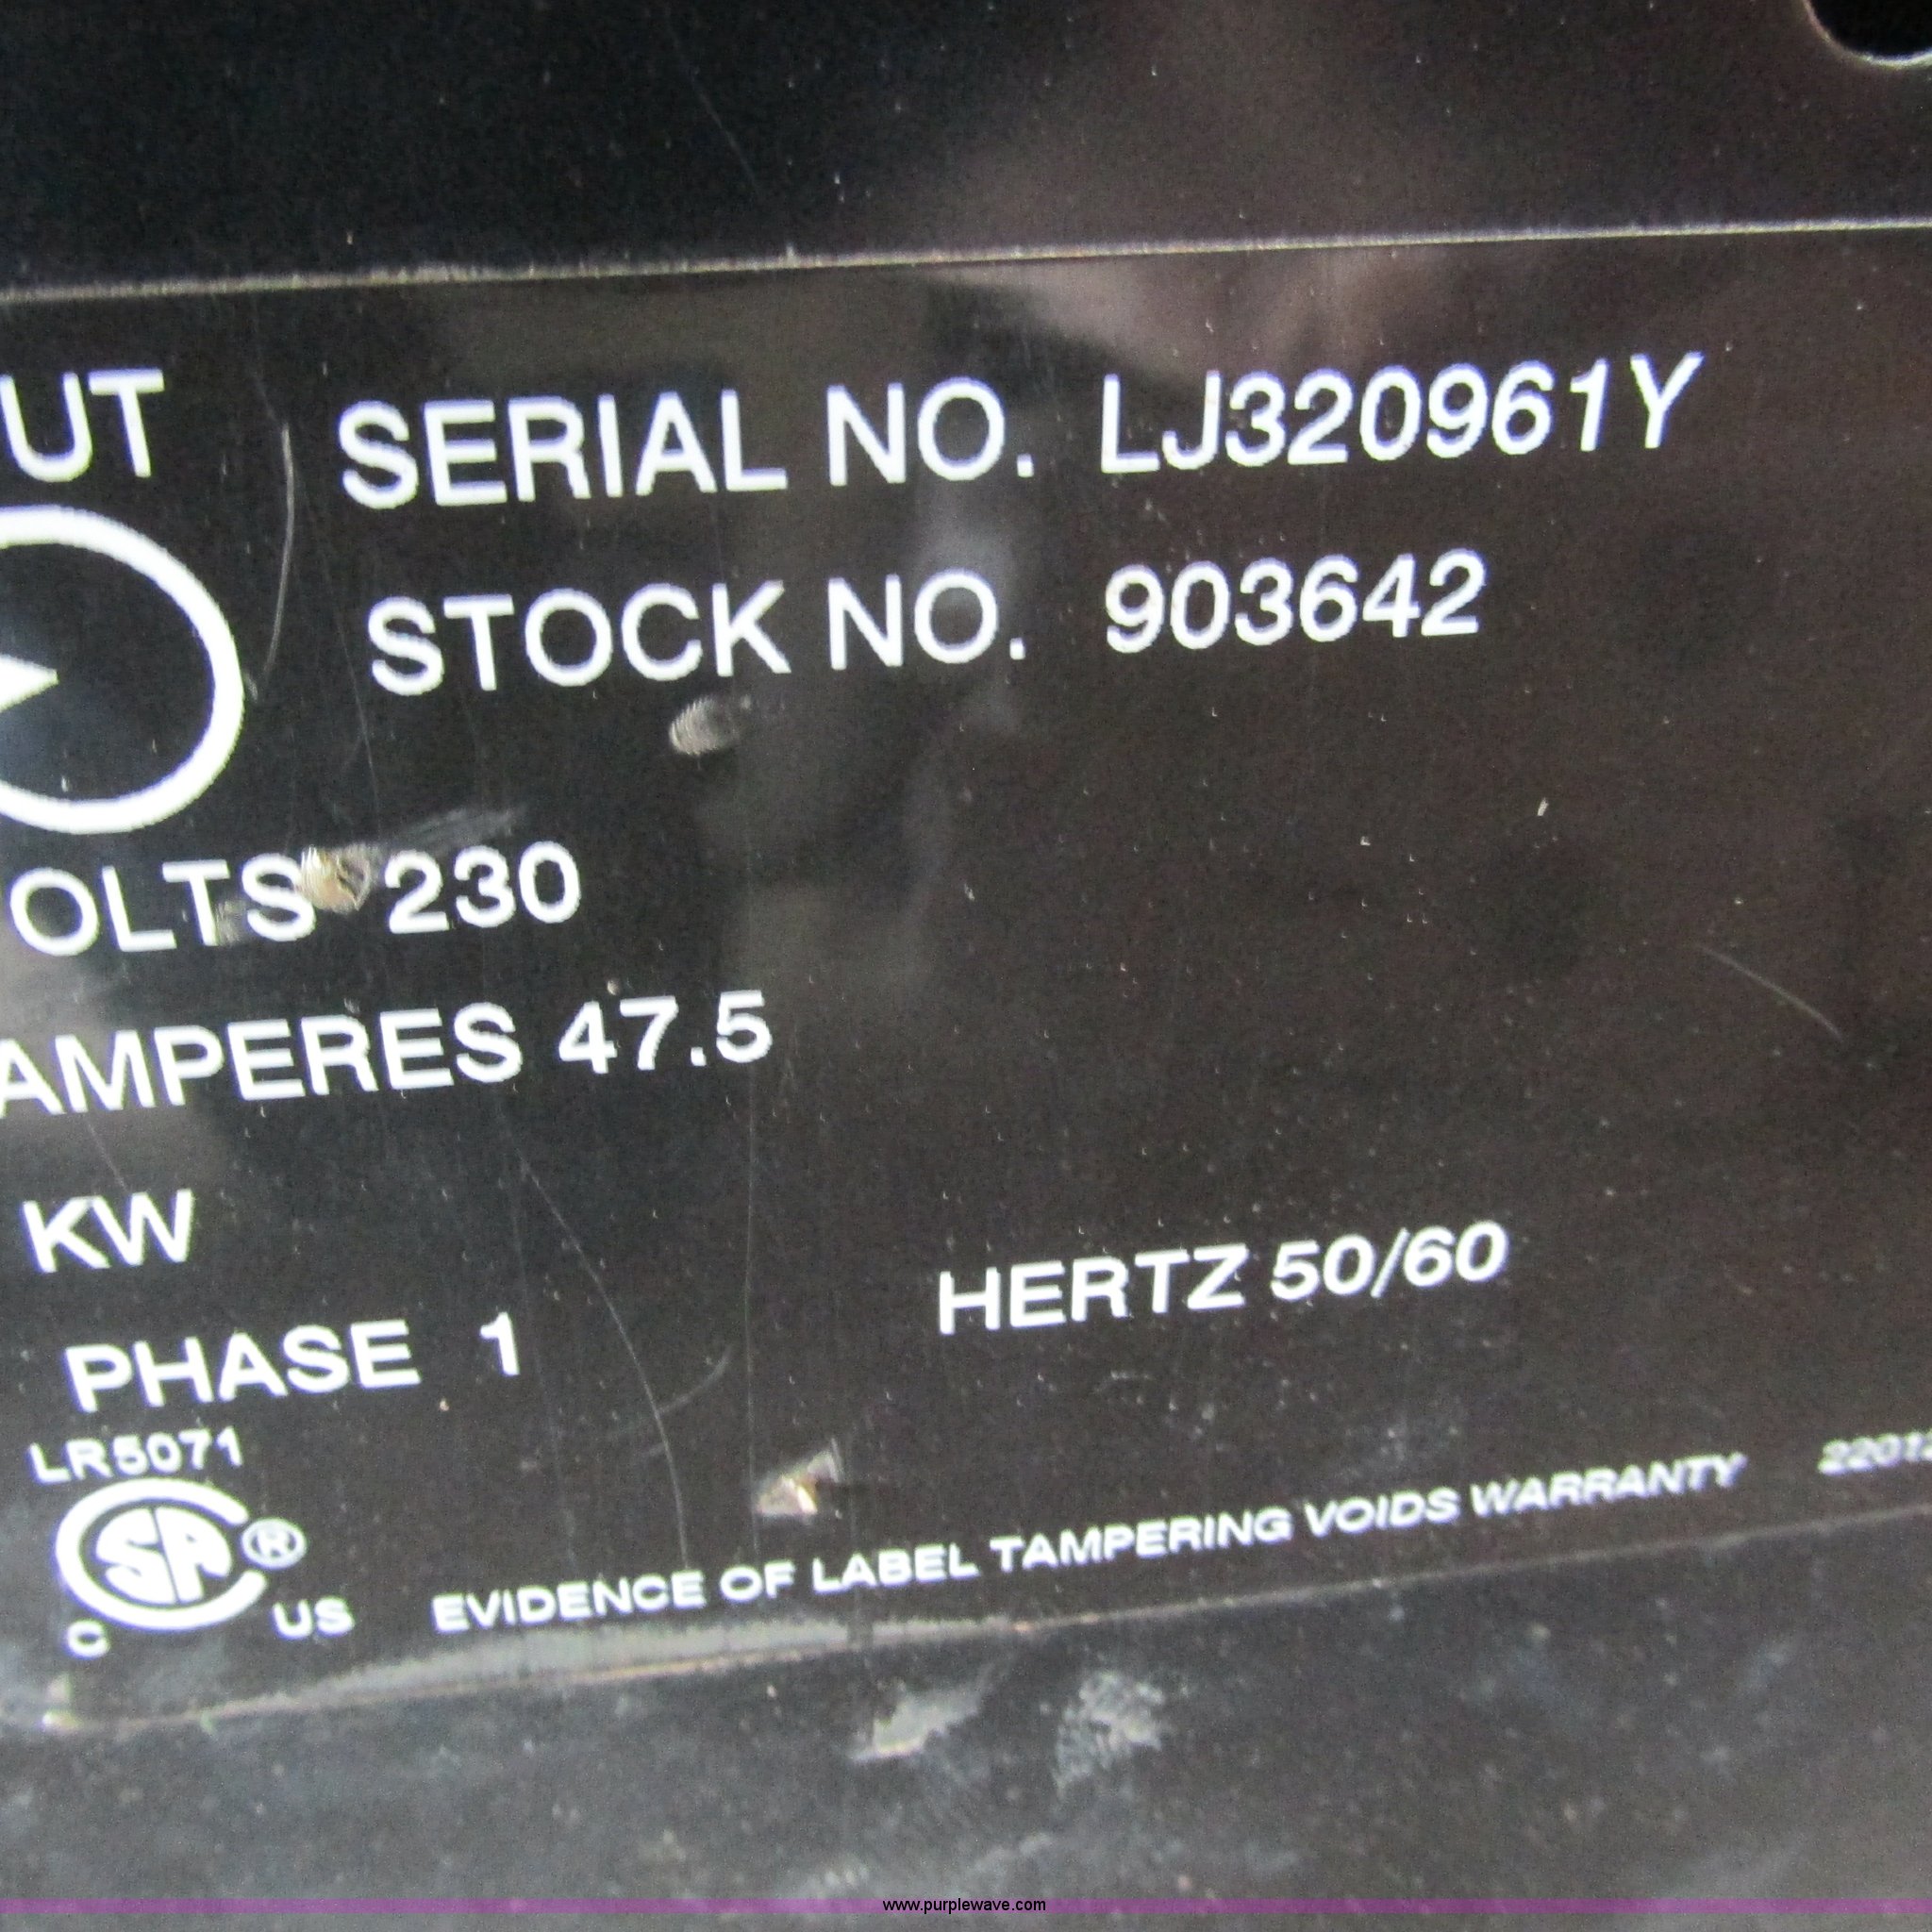 UT
SERIAL NO. LJ320961Y
STOCK NO. 903642
OLTS 230
AMPERES 47.5
KW
PHASE 1
HERTZ 50/60
LR5071
SA ®
C US
EVIDENCE OF LABEL TAMPERING VOIDS WARRANTY
www.purplewave.com